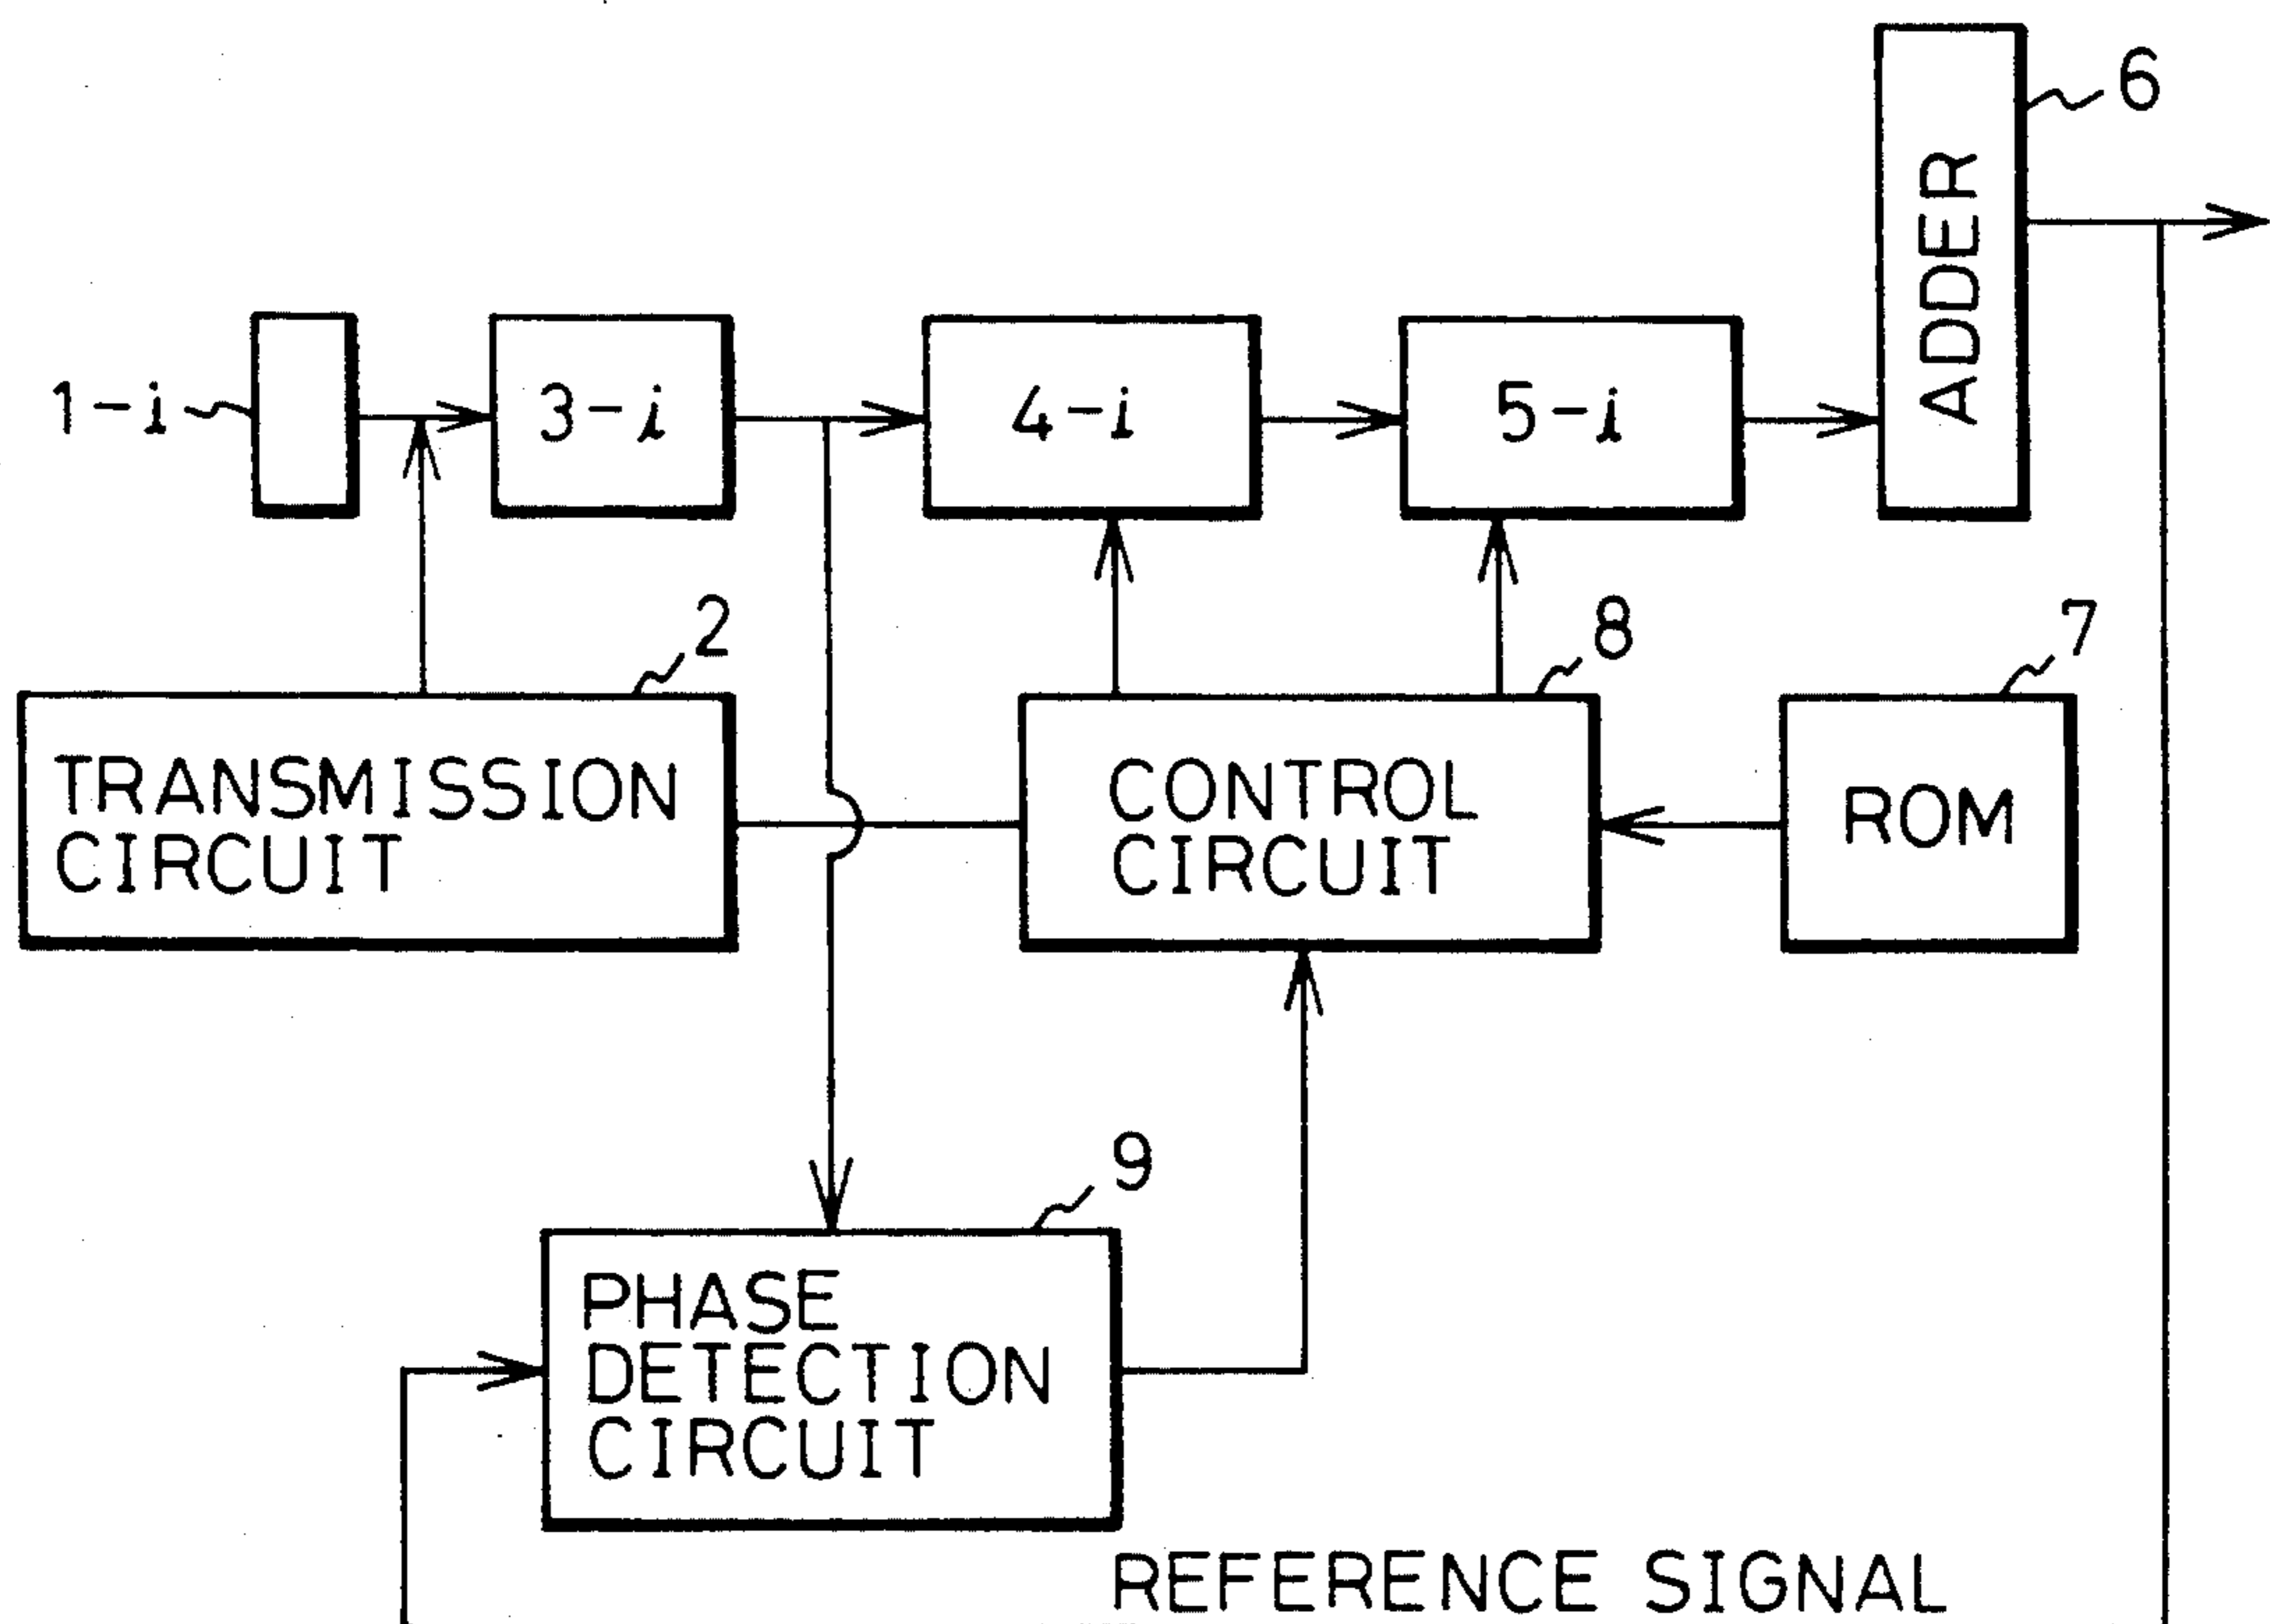 6
ADDER
1-i
3-i
4-i
5-i
2
8
7
TRANSMISSION
CIRCUIT
CONTROL
CIRCUIT
ROM
9
PHASE
DETECTION
CIRCUIT
REFERENCE SIGNAL